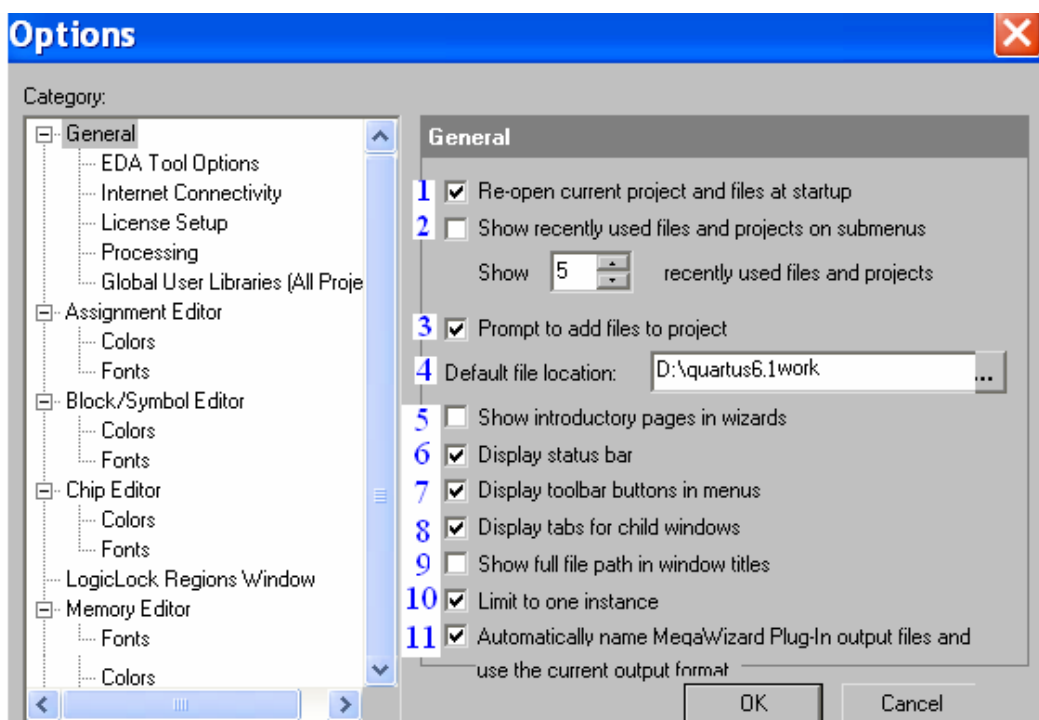 Options
Category:
General
EDA Tool Options
Internet Connectivity
License Setup
Processing
Global User Libraries (All Proje
Assignment Editor
Colors
Fonts
Block/Symbol Editor
Colors
Fonts
Chip Editor
Colors
Fonts
LogicLock Regions Window
Memory Editor
Fonts
Colors
General
1 Re-open current project and files at startup
2 Show recently used files and projects on submenus
Show 5 recently used files and projects
3 Prompt to add files to project
4 Default file location: D:\quartus6.1work ...
5 Show introductory pages in wizards
6 Display status bar
7 Display toolbar buttons in menus
8 Display tabs for child windows
9 Show full file path in window titles
10 Limit to one instance
11 Automatically name MegaWizard Plug-In output files and
use the current output format
OK Cancel